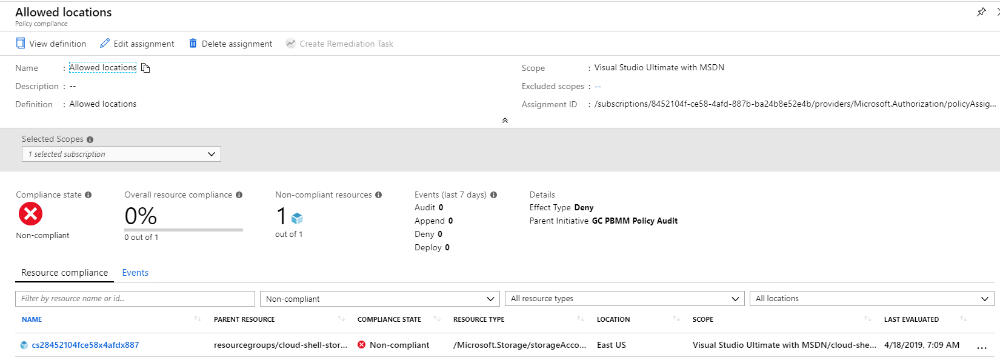 Allowed locations
Policy compliance
View definition Edit assignment Delete assignment Create Remediation Task
Name : Allowed locations Scope : Visual Studio Ultimate with MSDN
Description : -- Excluded scopes : --
Definition : Allowed locations Assignment ID : /subscriptions/8452104f-ce58-4afd-887b-ba24b8e52e4b/providers/Microsoft.Authorization/policyAssig...
Selected Scopes
1 selected subscription
Compliance state Overall resource compliance Non-compliant resources Events (last 7 days) Details
Audit 0 Effect Type Deny
0% 1 Append 0 Parent Initiative GC PBMM Policy Audit
Non-compliant 0 out of 1 out of 1 Deny 0
Deploy 0
Resource compliance Events
Filter by resource name or id... Non-compliant All resource types All locations
NAME PARENT RESOURCE COMPLIANCE STATE RESOURCE TYPE LOCATION SCOPE LAST EVALUATED
cs28452104fce58x4afdx887 resourcegroups/cloud-shell-stor... Non-compliant /Microsoft.Storage/storageAcco... East US Visual Studio Ultimate with MSDN/cloud-she... 4/18/2019, 7:09 AM ...